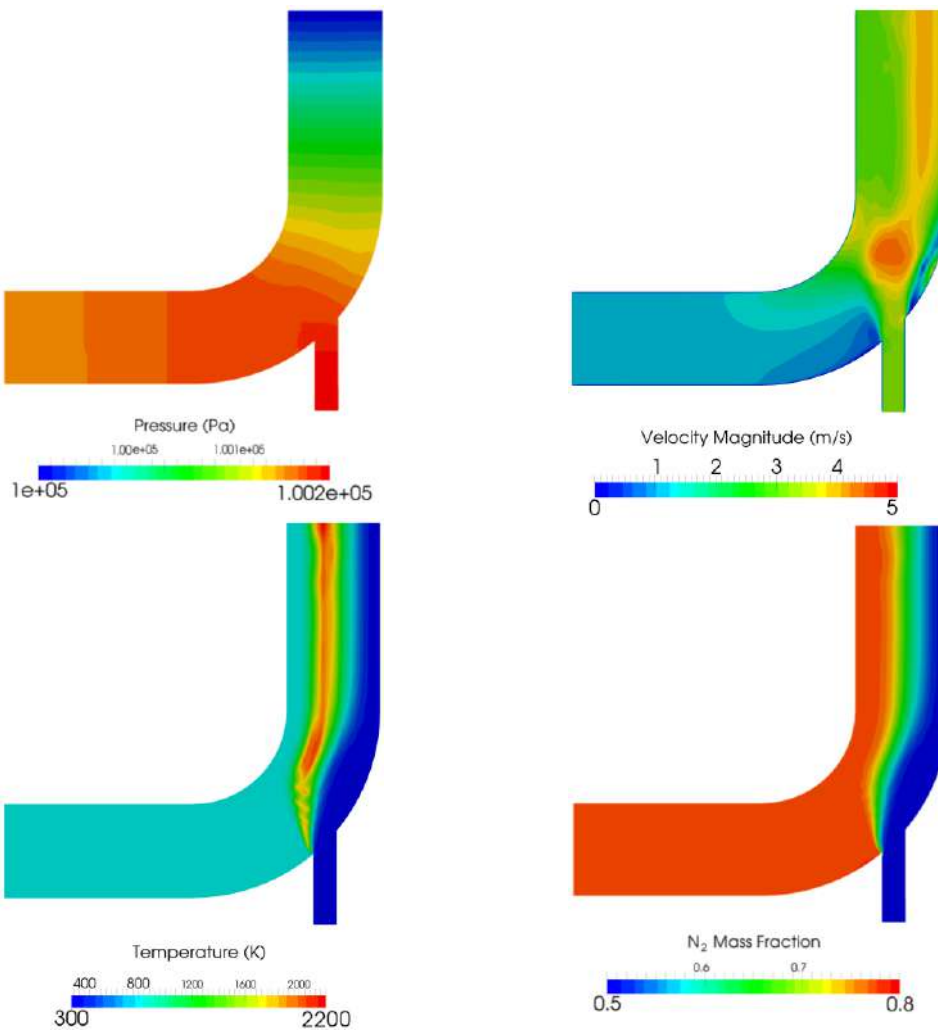 Pressure (Pa)
1.00e+05 1.001e+05
1e+05 1.002e+05
Velocity Magnitude (m/s)
1 2 3 4
0 5
Temperature (K)
400 800 1200 1600 2000
300 2200
N₂ Mass Fraction
0.6 0.7
0.5 0.8